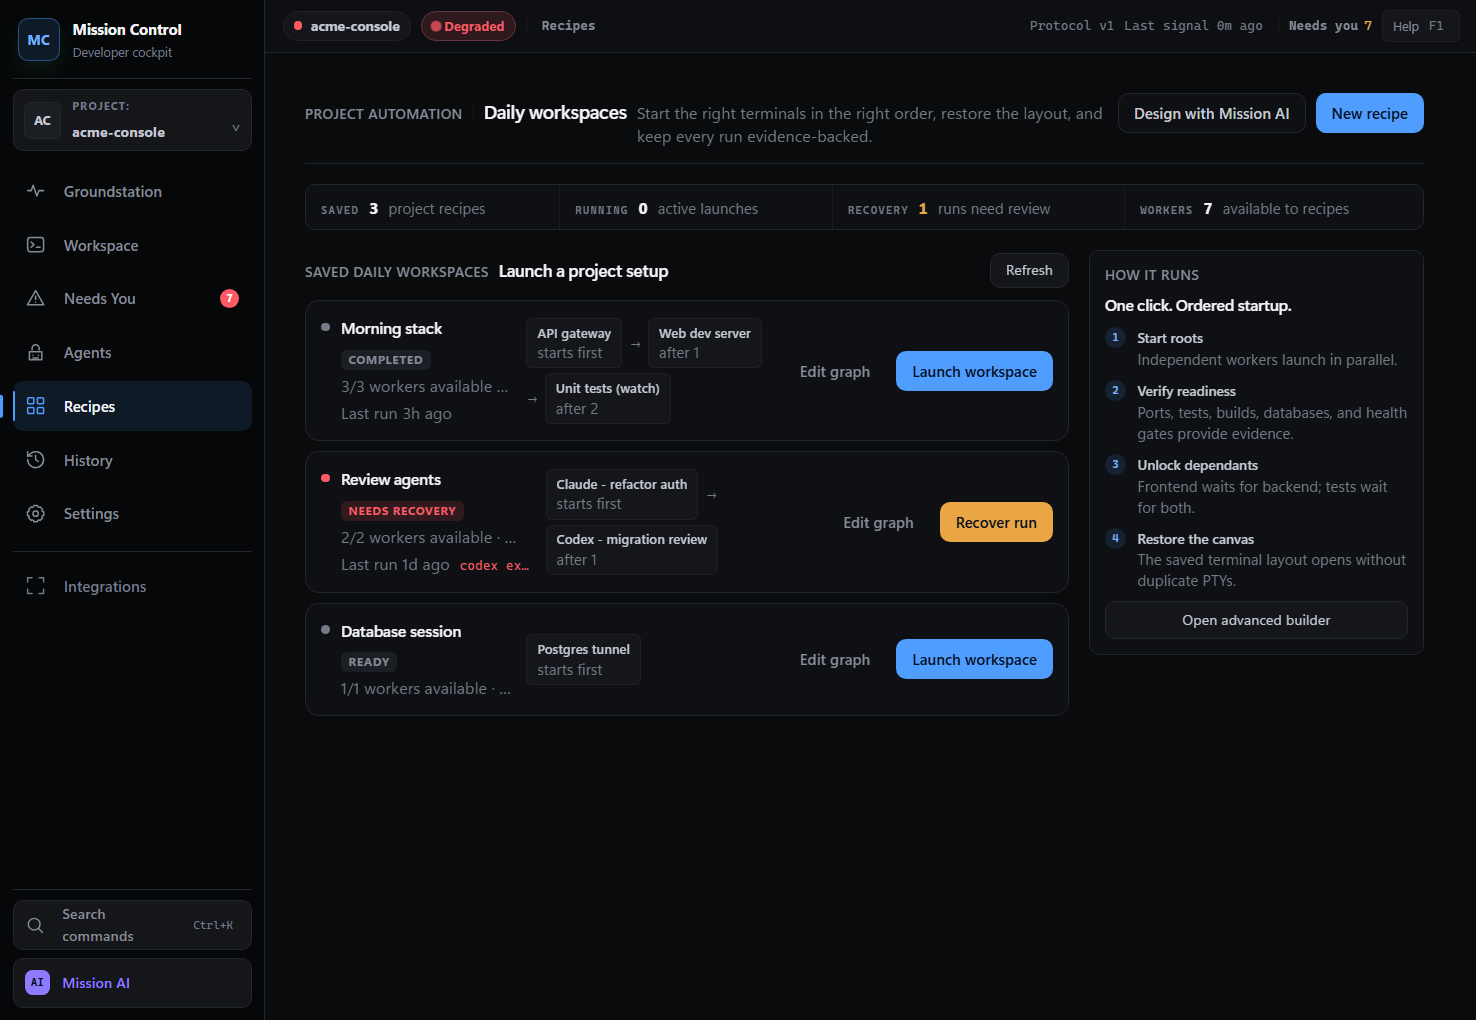 MC
Mission Control
Developer cockpit
AC
PROJECT:
acme-console
Groundstation
Workspace
Needs You
7
Agents
Recipes
History
Settings
Integrations
Search commands
Ctrl+K
AI
Mission AI
acme-console
Degraded
Recipes
Protocol v1 Last signal 0m ago
Needs you 7
Help F1
PROJECT AUTOMATION
Daily workspaces
Start the right terminals in the right order, restore the layout, and
keep every run evidence-backed.
Design with Mission AI
New recipe
SAVED 3 project recipes
RUNNING 0 active launches
RECOVERY 1 runs need review
WORKERS 7 available to recipes
SAVED DAILY WORKSPACES Launch a project setup
Refresh
Morning stack
COMPLETED
3/3 workers available ...
Last run 3h ago
API gateway
starts first
→
Web dev server
after 1
→
Unit tests (watch)
after 2
Edit graph
Launch workspace
Review agents
NEEDS RECOVERY
2/2 workers available · ...
Last run 1d ago codex ex…
Claude - refactor auth
starts first
→
Codex - migration review
after 1
Edit graph
Recover run
Database session
READY
1/1 workers available · ...
Postgres tunnel
starts first
Edit graph
Launch workspace
HOW IT RUNS
One click. Ordered startup.
1
Start roots
Independent workers launch in parallel.
2
Verify readiness
Ports, tests, builds, databases, and health
gates provide evidence.
3
Unlock dependants
Frontend waits for backend; tests wait
for both.
4
Restore the canvas
The saved terminal layout opens without
duplicate PTYs.
Open advanced builder